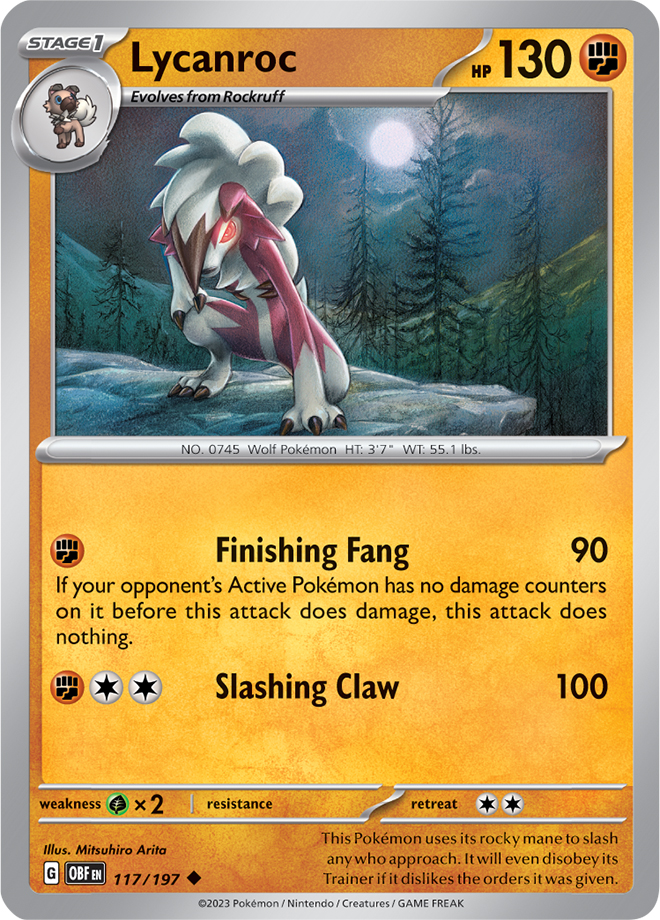 STAGE 1
Lycanroc
HP 130
Evolves from Rockruff
NO. 0745 Wolf Pokémon HT: 3'7" WT: 55.1 lbs.
Finishing Fang 90
If your opponent's Active Pokémon has no damage counters
on it before this attack does damage, this attack does
nothing.
Slashing Claw 100
weakness ×2 resistance retreat
Illus. Mitsuhiro Arita
G OBF EN 117/197
This Pokémon uses its rocky mane to slash
any who approach. It will even disobey its
Trainer if it dislikes the orders it was given.
©2023 Pokémon / Nintendo / Creatures / GAME FREAK